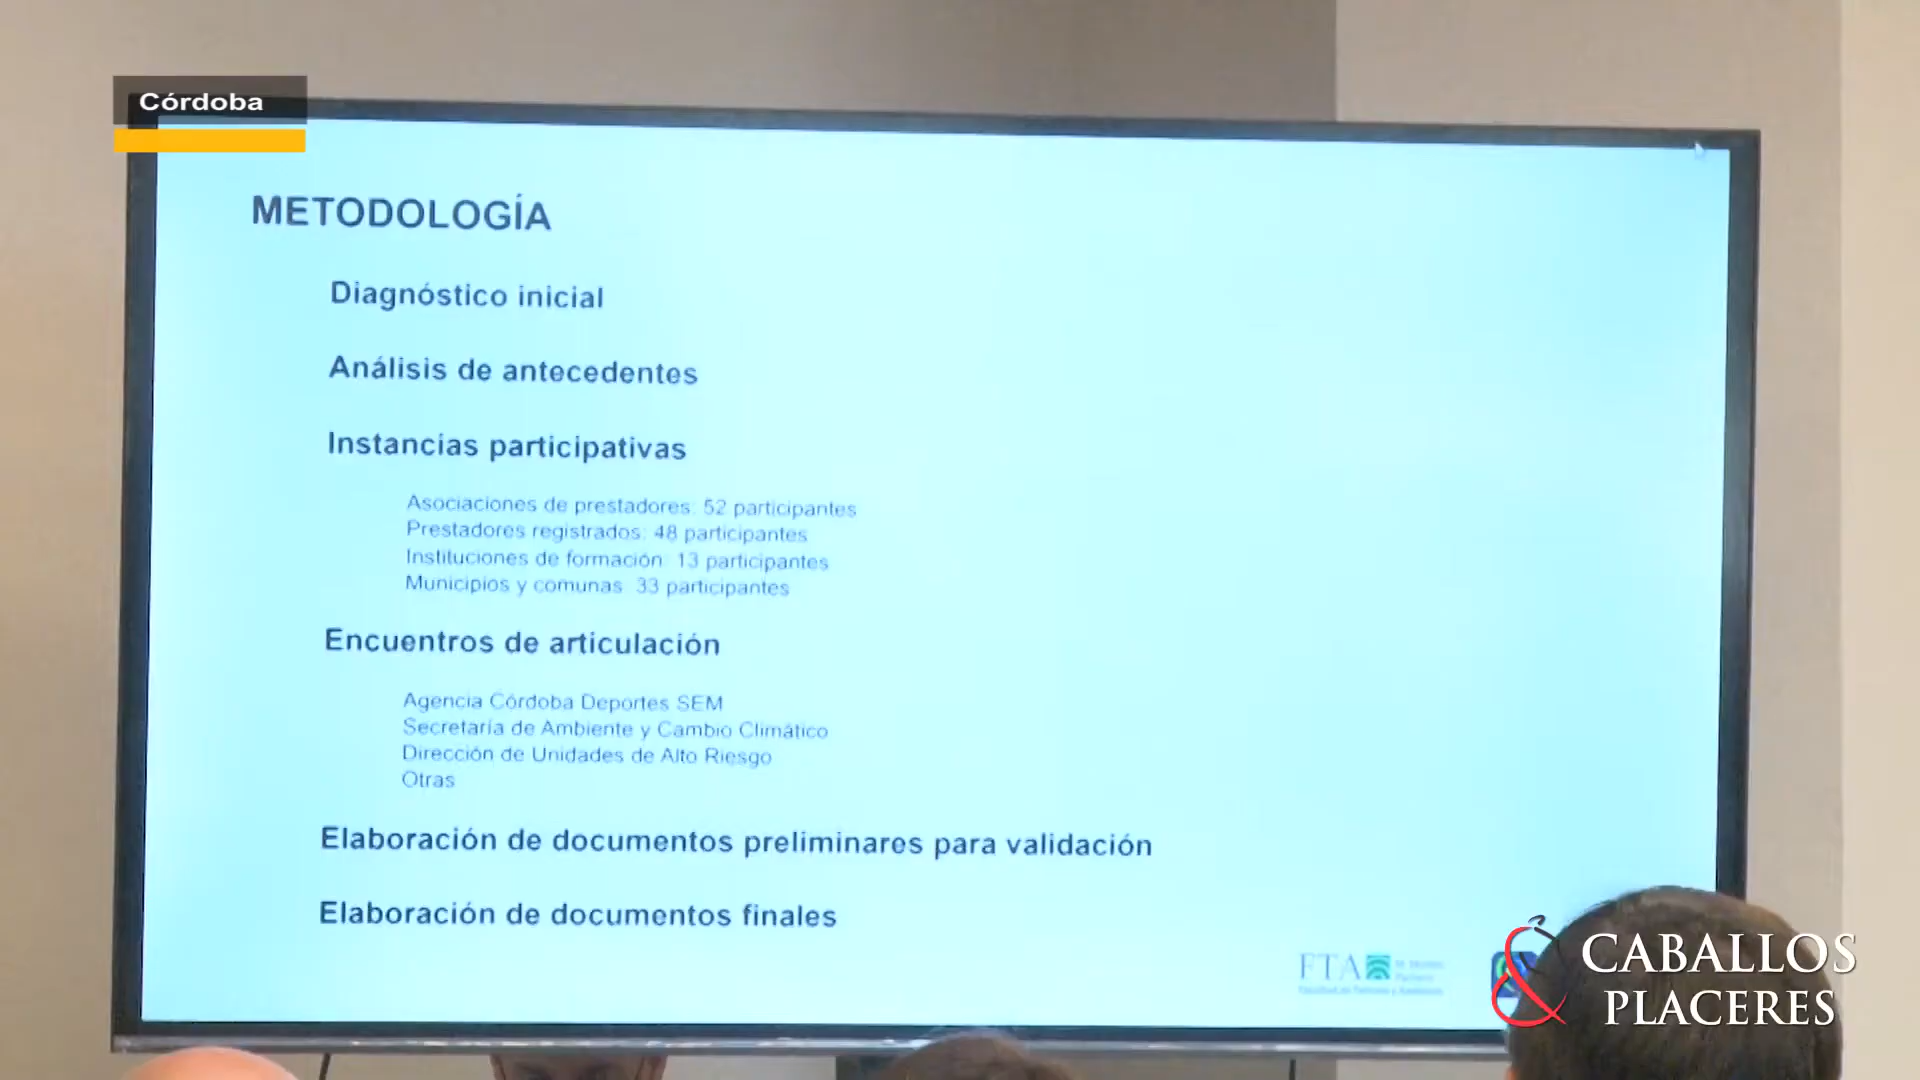 Córdoba
METODOLOGÍA
Diagnóstico inicial
Análisis de antecedentes
Instancias participativas
Asociaciones de prestadores: 52 participantes
Prestadores registrados: 48 participantes
Instituciones de formación: 13 participantes
Municipios y comunas: 33 participantes
Encuentros de articulación
Agencia Córdoba Deportes SEM
Secretaría de Ambiente y Cambio Climático
Dirección de Unidades de Alto Riesgo
Otras
Elaboración de documentos preliminares para validación
Elaboración de documentos finales
FTA
CABALLOS
& PLACERES